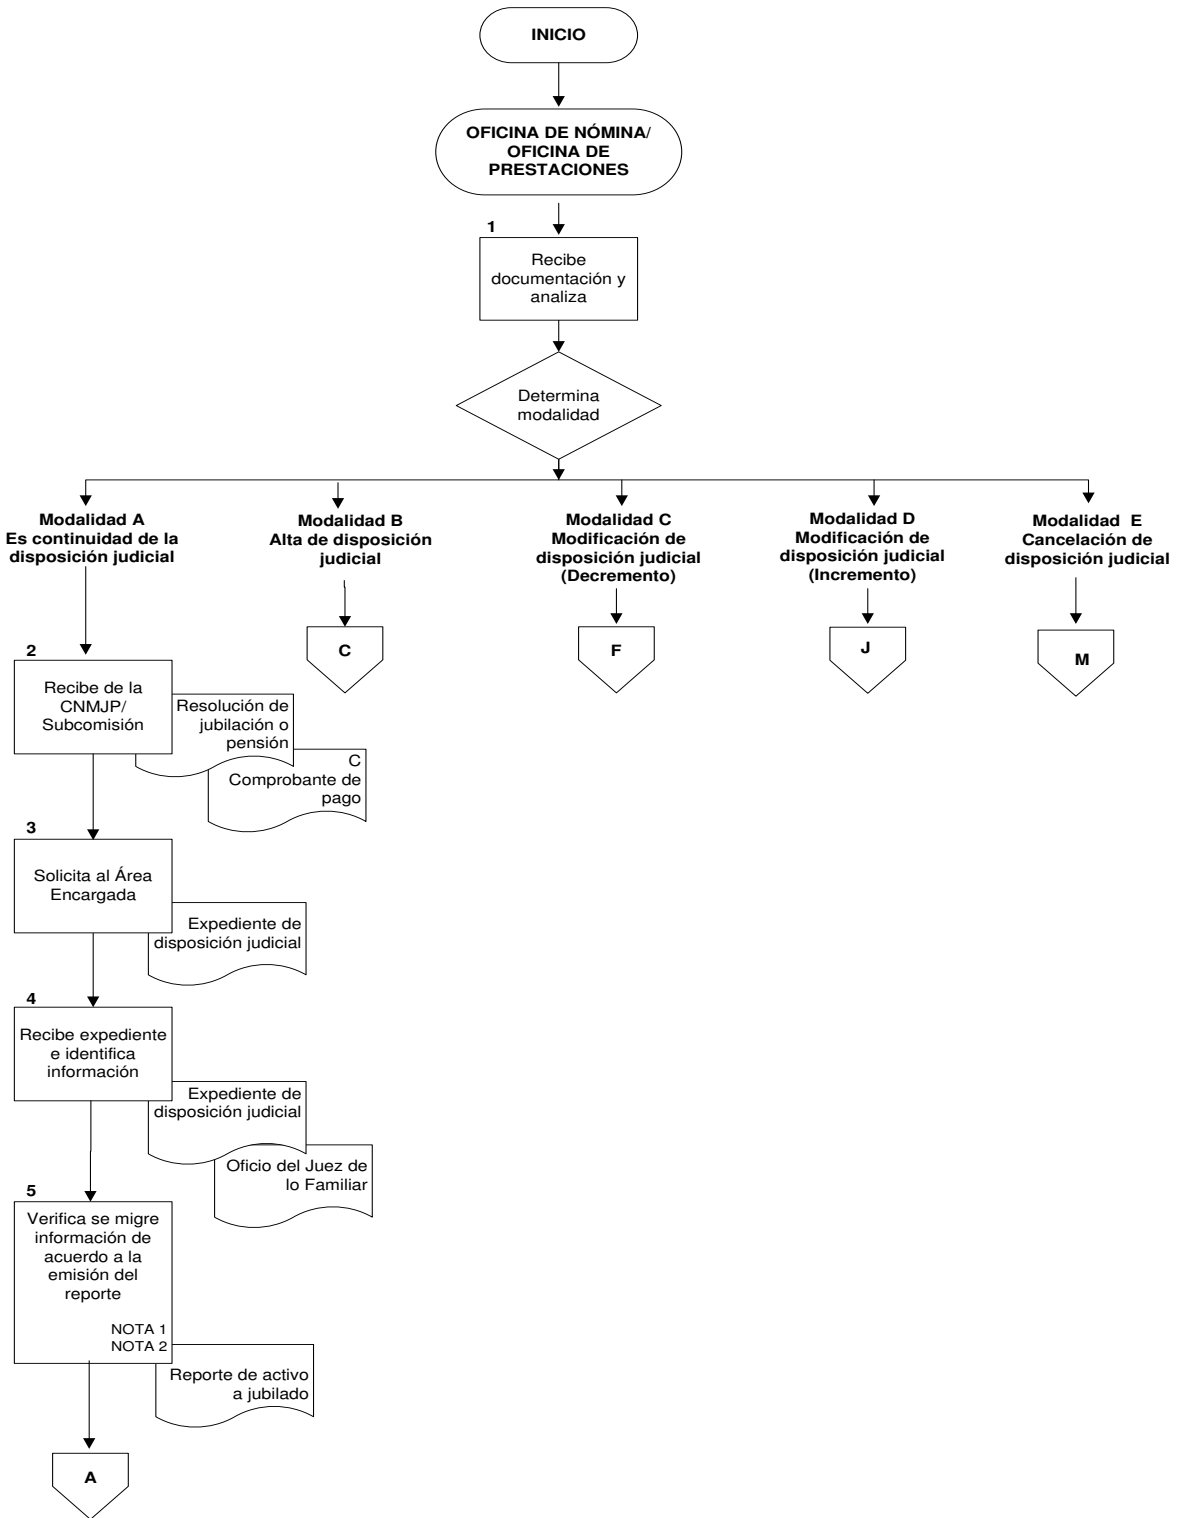 INICIO
OFICINA DE NÓMINA/
OFICINA DE
PRESTACIONES
1
Recibe
documentación y
analiza
Determina
modalidad
Modalidad A
Es continuidad de la
disposición judicial
Modalidad B
Alta de disposición
judicial
Modalidad C
Modificación de
disposición judicial
(Decremento)
Modalidad D
Modificación de
disposición judicial
(Incremento)
Modalidad E
Cancelación de
disposición judicial
C
F
J
M
2
Recibe de la
CNMJP/
Subcomisión
Resolución de
jubilación o
pensión
C
Comprobante de
pago
3
Solicita al Área
Encargada
Expediente de
disposición judicial
4
Recibe expediente
e identifica
información
Expediente de
disposición judicial
Oficio del Juez de
lo Familiar
5
Verifica se migre
información de
acuerdo a la
emisión del
reporte
NOTA 1
NOTA 2
Reporte de activo
a jubilado
A